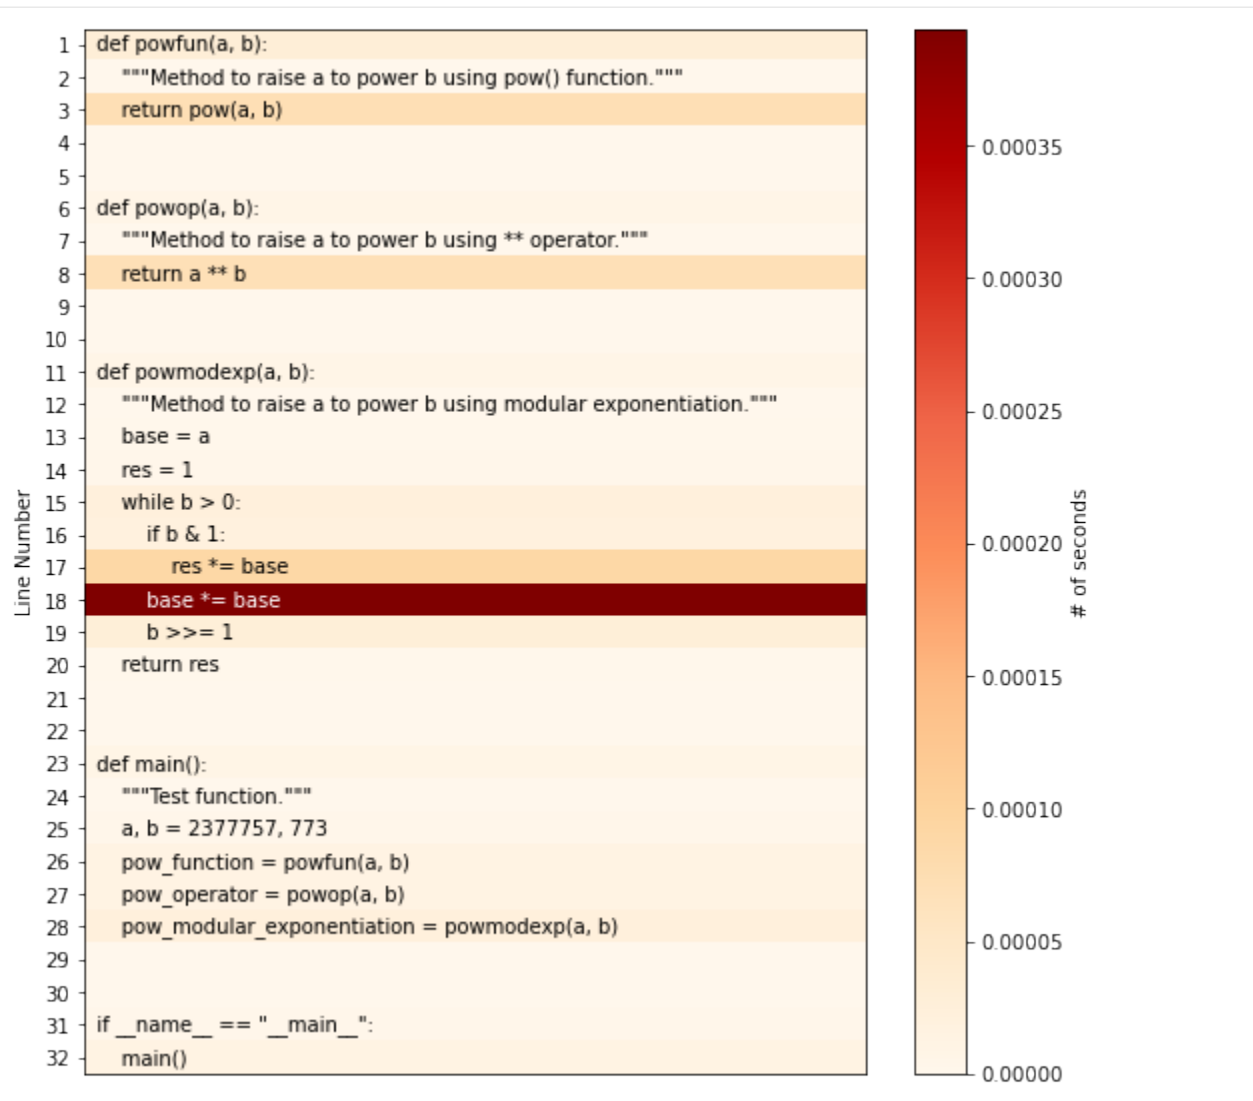 1 def powfun(a, b):
2 """Method to raise a to power b using pow() function."""
3 return pow(a, b)
4
5
6 def powop(a, b):
7 """Method to raise a to power b using ** operator."""
8 return a ** b
9
10
11 def powmodexp(a, b):
12 """Method to raise a to power b using modular exponentiation."""
13 base = a
14 res = 1
15 while b > 0:
16 if b & 1:
17 res *= base
18 base *= base
19 b >>= 1
20 return res
21
22
23 def main():
24 """Test function."""
25 a, b = 2377757, 773
26 pow_function = powfun(a, b)
27 pow_operator = powop(a, b)
28 pow_modular_exponentiation = powmodexp(a, b)
29
30
31 if __name__ == "__main__":
32 main()
Line Number
0.00035
0.00030
0.00025
0.00020
0.00015
0.00010
0.00005
0.00000
# of seconds